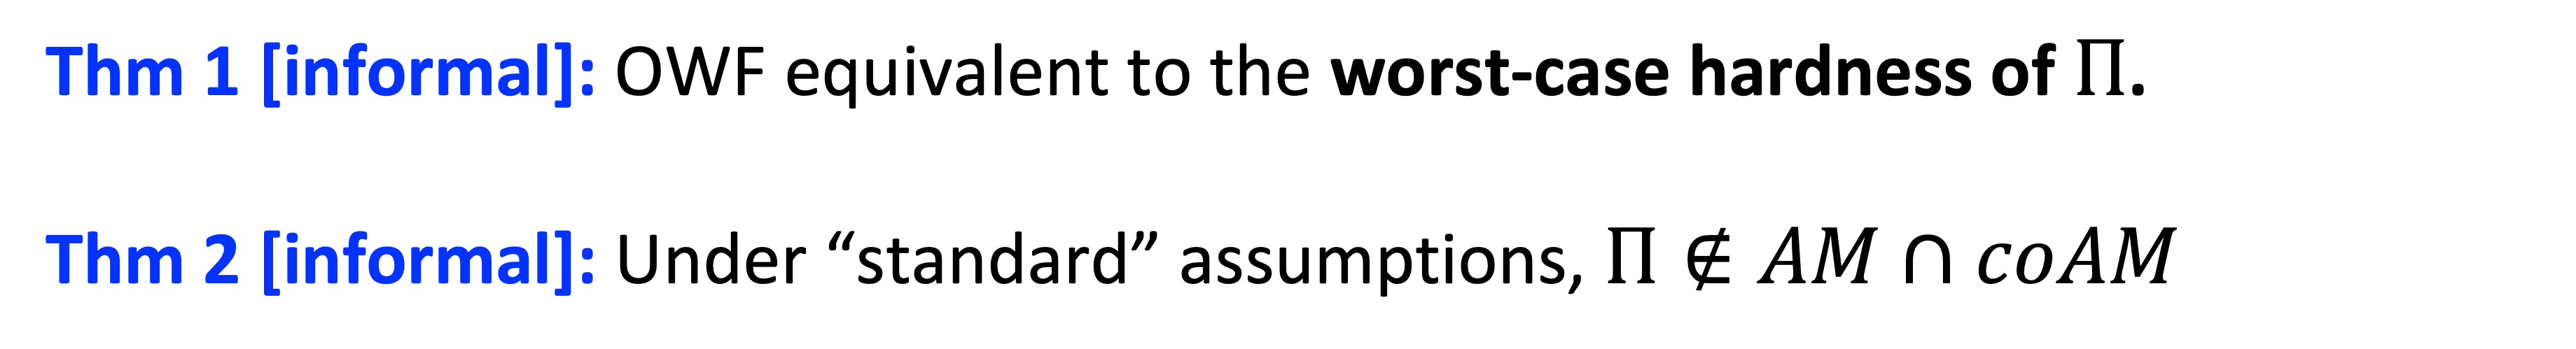 Thm 1 [informal]: OWF equivalent to the worst-case hardness of Π.
Thm 2 [informal]: Under “standard” assumptions, Π ∉ AM ∩ coAM